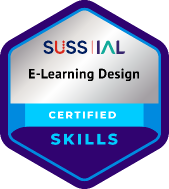 SUSS | IAL
E-Learning Design
CERTIFIED
SKILLS